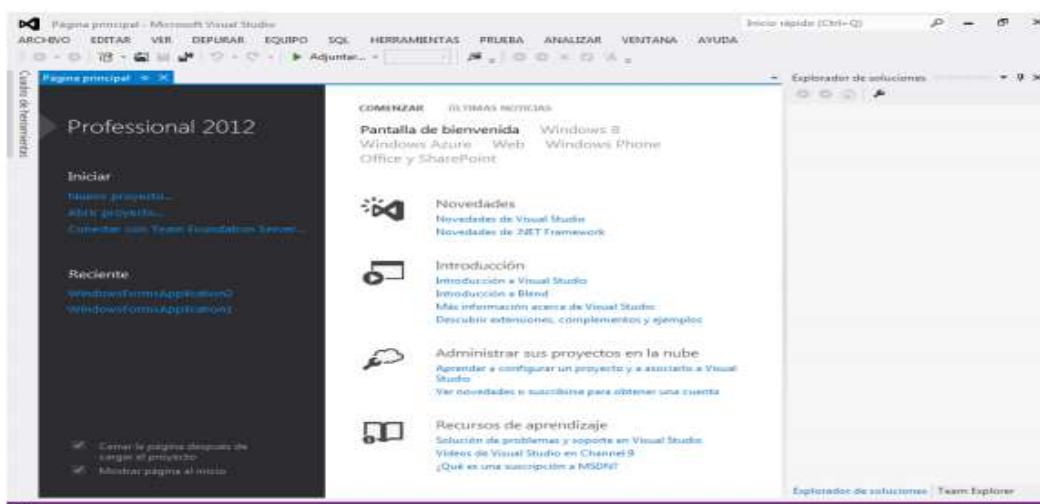 Página principal - Microsoft Visual Studio
Inicio rápido (Ctrl+Q)
ARCHIVO EDITAR VER DEPURAR EQUIPO SQL HERRAMIENTAS PRUEBA ANALIZAR VENTANA AYUDA
Adjuntar...
Cuadro de herramientas
Página principal
Professional 2012
Iniciar
Nuevo proyecto...
Abrir proyecto...
Conectar con Team Foundation Server...
Reciente
WindowsFormsApplication2
WindowsFormsApplication1
Cerrar la página después de
cargar el proyecto
Mostrar página al inicio
COMENZAR ÚLTIMAS NOTICIAS
Pantalla de bienvenida Windows 8
Windows Azure Web Windows Phone
Office y SharePoint
Novedades
Novedades de Visual Studio
Novedades de .NET Framework
Introducción
Introducción a Visual Studio
Introducción a Blend
Más información acerca de Visual Studio
Descubrir extensiones, complementos y ejemplos
Administrar sus proyectos en la nube
Aprender a configurar un proyecto y a asociarlo a Visual
Studio
Ver novedades o suscribirse para obtener una cuenta
Recursos de aprendizaje
Solución de problemas y soporte en Visual Studio
Vídeos de Visual Studio en Channel 9
¿Qué es una suscripción a MSDN?
Explorador de soluciones
Explorador de soluciones Team Explorer